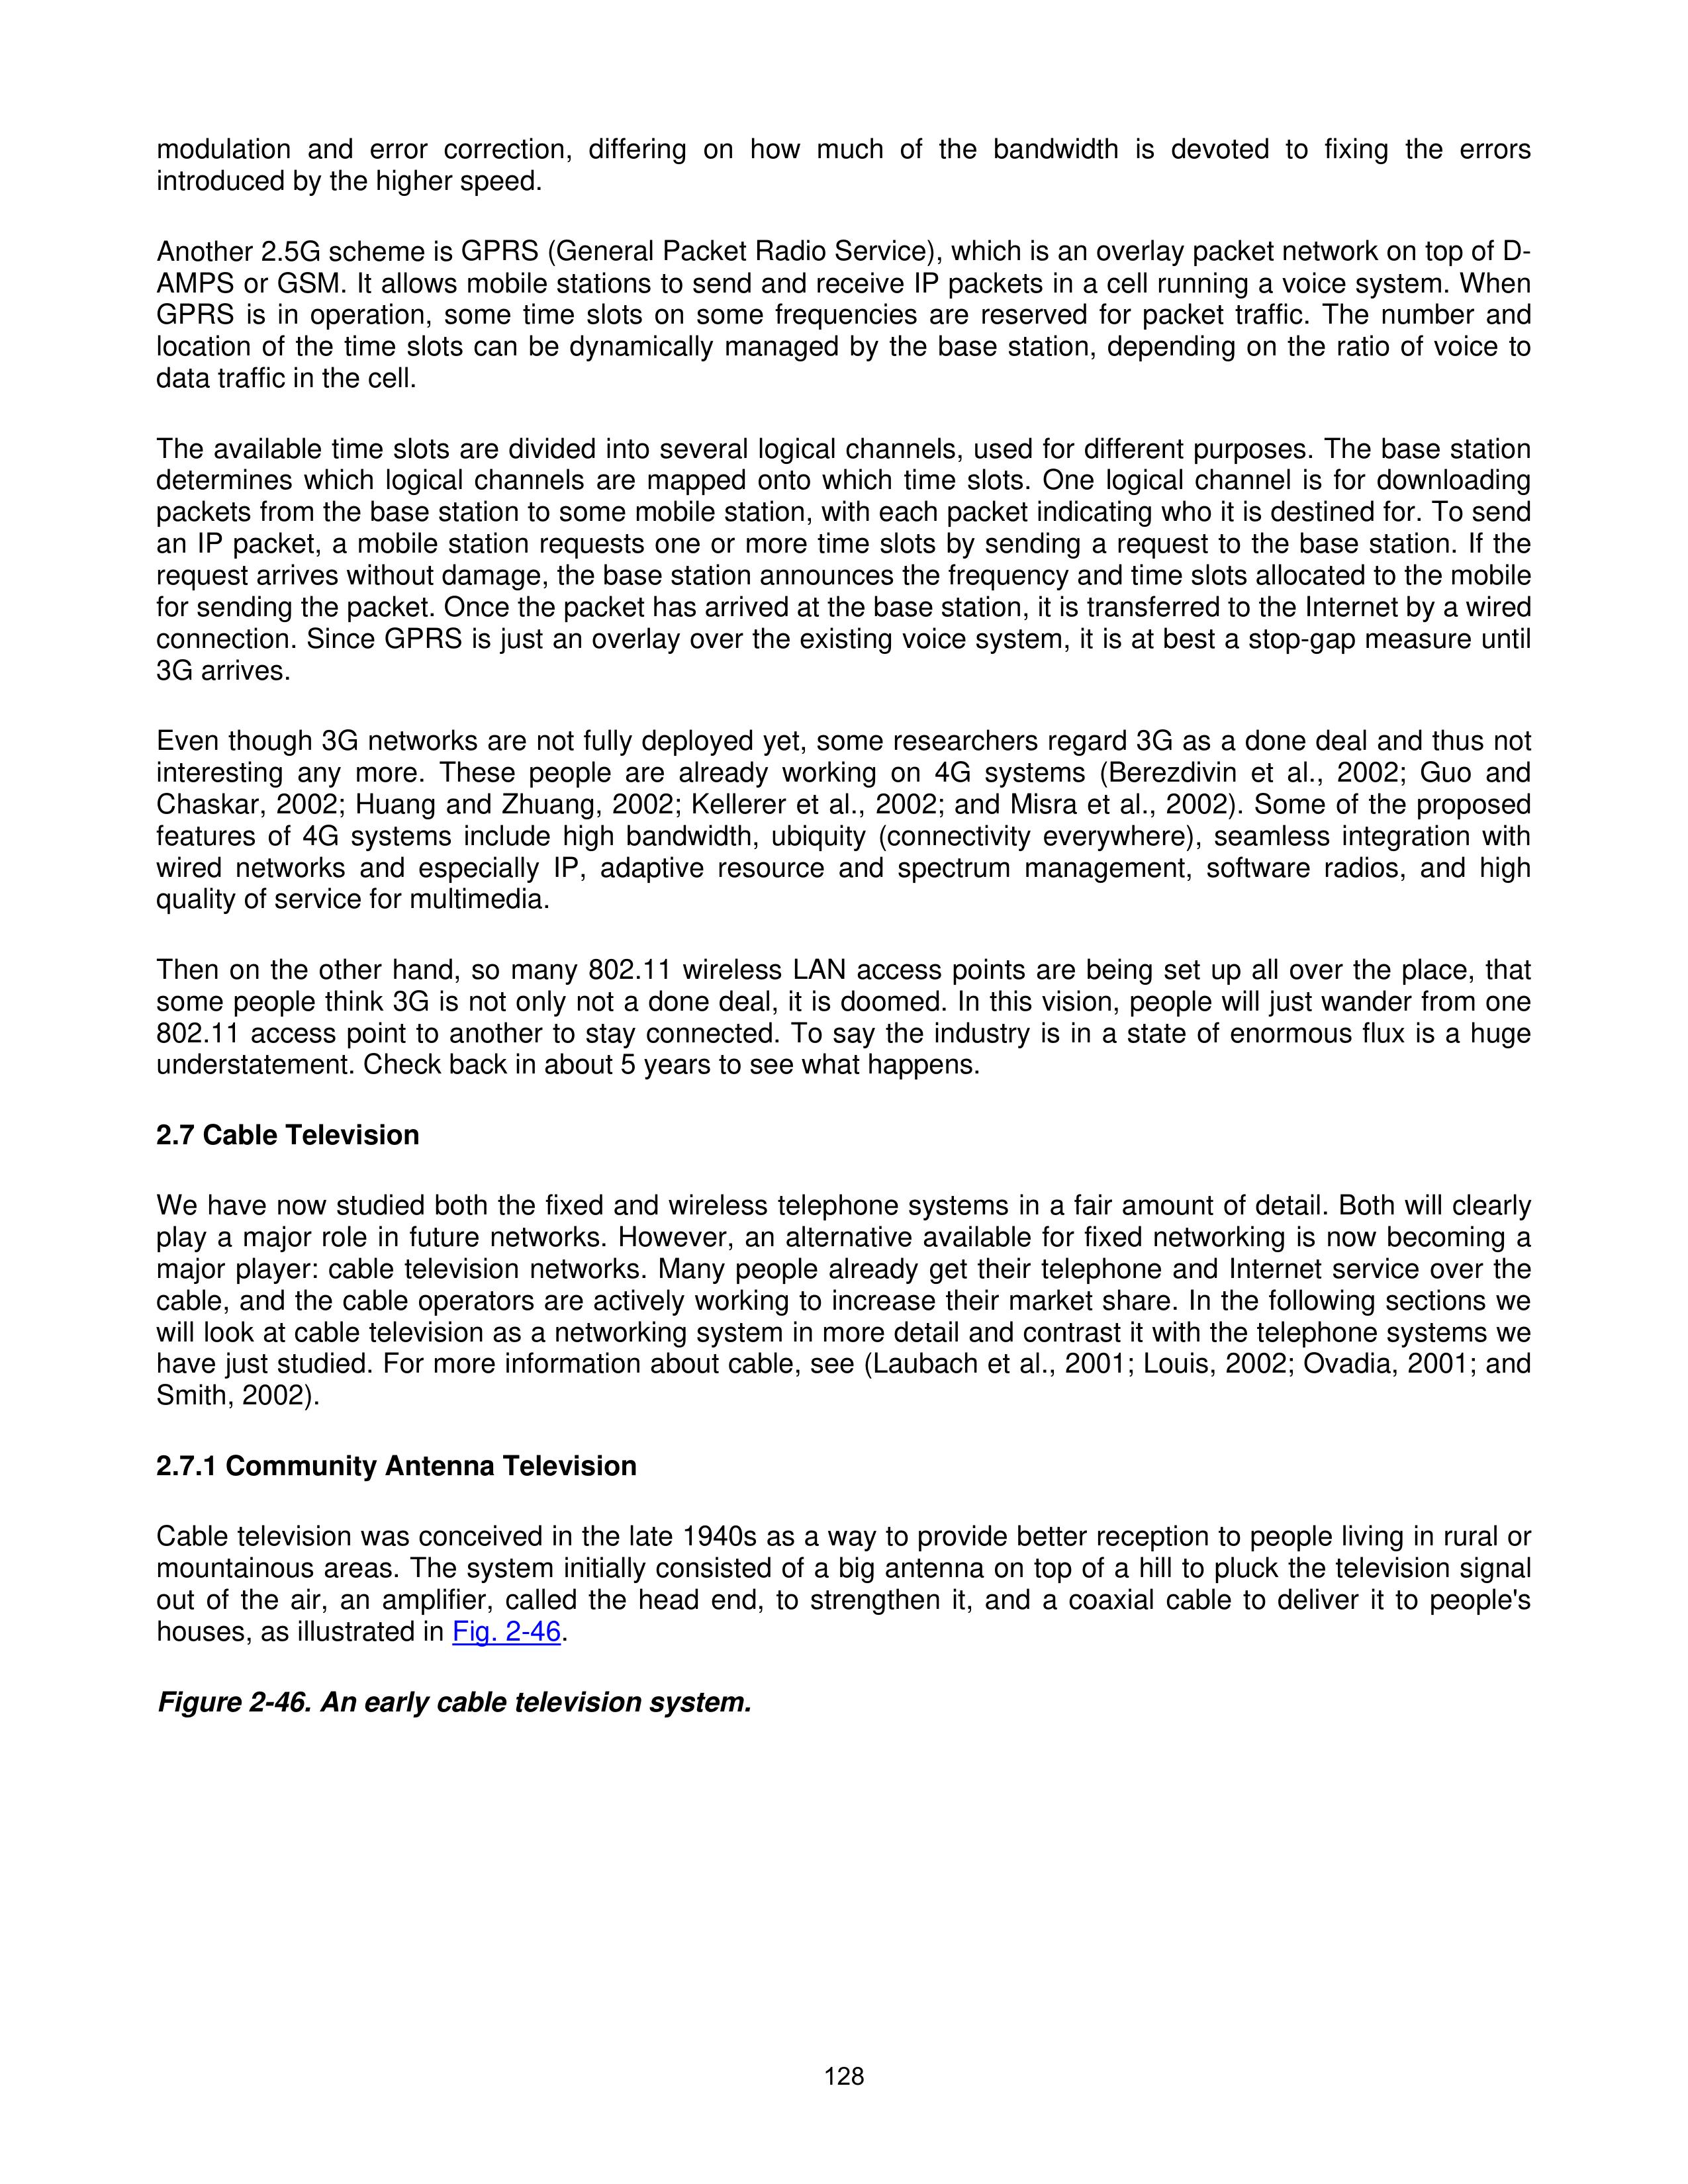 modulation and error correction, differing on how much of the bandwidth is devoted to fixing the errors
introduced by the higher speed.
Another 2.5G scheme is GPRS (General Packet Radio Service), which is an overlay packet network on top of D-
AMPS or GSM. It allows mobile stations to send and receive IP packets in a cell running a voice system. When
GPRS is in operation, some time slots on some frequencies are reserved for packet traffic. The number and
location of the time slots can be dynamically managed by the base station, depending on the ratio of voice to
data traffic in the cell.
The available time slots are divided into several logical channels, used for different purposes. The base station
determines which logical channels are mapped onto which time slots. One logical channel is for downloading
packets from the base station to some mobile station, with each packet indicating who it is destined for. To send
an IP packet, a mobile station requests one or more time slots by sending a request to the base station. If the
request arrives without damage, the base station announces the frequency and time slots allocated to the mobile
for sending the packet. Once the packet has arrived at the base station, it is transferred to the Internet by a wired
connection. Since GPRS is just an overlay over the existing voice system, it is at best a stop-gap measure until
3G arrives.
Even though 3G networks are not fully deployed yet, some researchers regard 3G as a done deal and thus not
interesting any more. These people are already working on 4G systems (Berezdivin et al., 2002; Guo and
Chaskar, 2002; Huang and Zhuang, 2002; Kellerer et al., 2002; and Misra et al., 2002). Some of the proposed
features of 4G systems include high bandwidth, ubiquity (connectivity everywhere), seamless integration with
wired networks and especially IP, adaptive resource and spectrum management, software radios, and high
quality of service for multimedia.
Then on the other hand, so many 802.11 wireless LAN access points are being set up all over the place, that
some people think 3G is not only not a done deal, it is doomed. In this vision, people will just wander from one
802.11 access point to another to stay connected. To say the industry is in a state of enormous flux is a huge
understatement. Check back in about 5 years to see what happens.
2.7 Cable Television
We have now studied both the fixed and wireless telephone systems in a fair amount of detail. Both will clearly
play a major role in future networks. However, an alternative available for fixed networking is now becoming a
major player: cable television networks. Many people already get their telephone and Internet service over the
cable, and the cable operators are actively working to increase their market share. In the following sections we
will look at cable television as a networking system in more detail and contrast it with the telephone systems we
have just studied. For more information about cable, see (Laubach et al., 2001; Louis, 2002; Ovadia, 2001; and
Smith, 2002).
2.7.1 Community Antenna Television
Cable television was conceived in the late 1940s as a way to provide better reception to people living in rural or
mountainous areas. The system initially consisted of a big antenna on top of a hill to pluck the television signal
out of the air, an amplifier, called the head end, to strengthen it, and a coaxial cable to deliver it to people's
houses, as illustrated in Fig. 2-46.
Figure 2-46. An early cable television system.
128